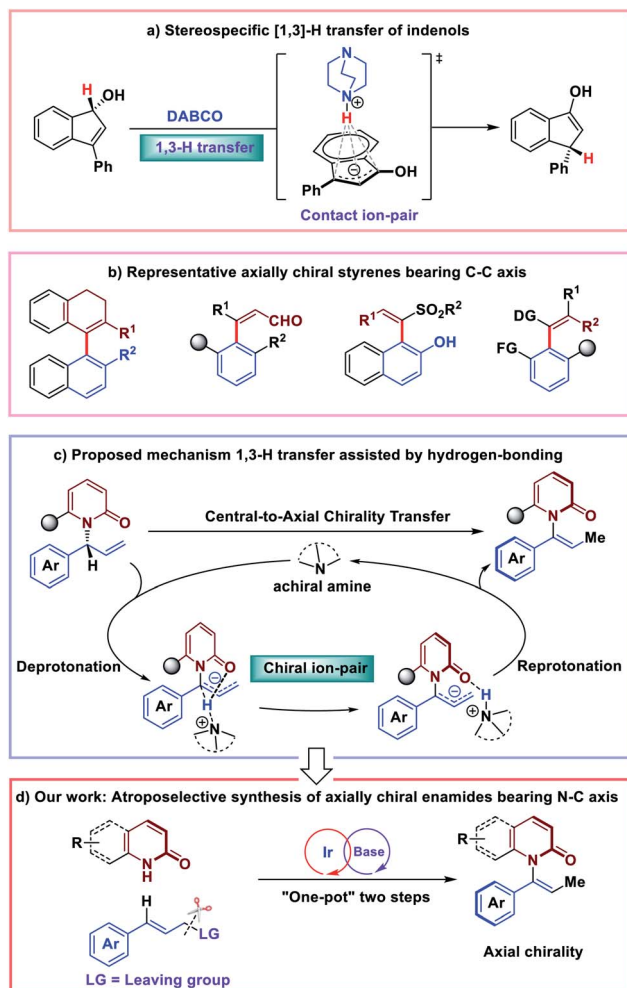 a) Stereospecific [1,3]-H transfer of indenols
H
OH
Ph
DABCO
1,3-H transfer
N
N
⊕
H
‡
Ph
⊖
OH
Contact ion-pair
OH
Ph
H
b) Representative axially chiral styrenes bearing C-C axis
R1
R2
R1
CHO
R2
R1
SO2R2
OH
DG
R1
R2
FG
c) Proposed mechanism 1,3-H transfer assisted by hydrogen-bonding
N
O
Ar
H
Central-to-Axial Chirality Transfer
N
achiral amine
N
O
Ar
Me
Deprotonation
N
O
Ar
⊖
H
⊕
N
Chiral ion-pair
N
O
Ar
⊖
H
⊕
N
Reprotonation
d) Our work: Atroposelective synthesis of axially chiral enamides bearing N-C axis
R
N
H
O
H
Ar
LG
LG = Leaving group
Ir
Base
"One-pot" two steps
R
N
O
Ar
Me
Axial chirality